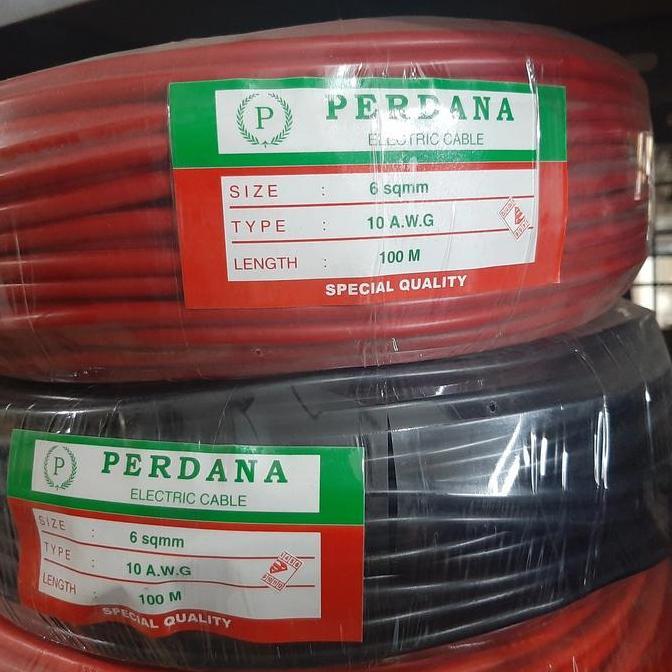 P
PERDANA
ELECTRIC CABLE
SIZE : 6 sqmm
TYPE : 10 A.W.G
LENGTH : 100 M
SPECIAL QUALITY
P
PERDANA
ELECTRIC CABLE
SIZE : 6 sqmm
TYPE : 10 A.W.G
LENGTH : 100 M
SPECIAL QUALITY